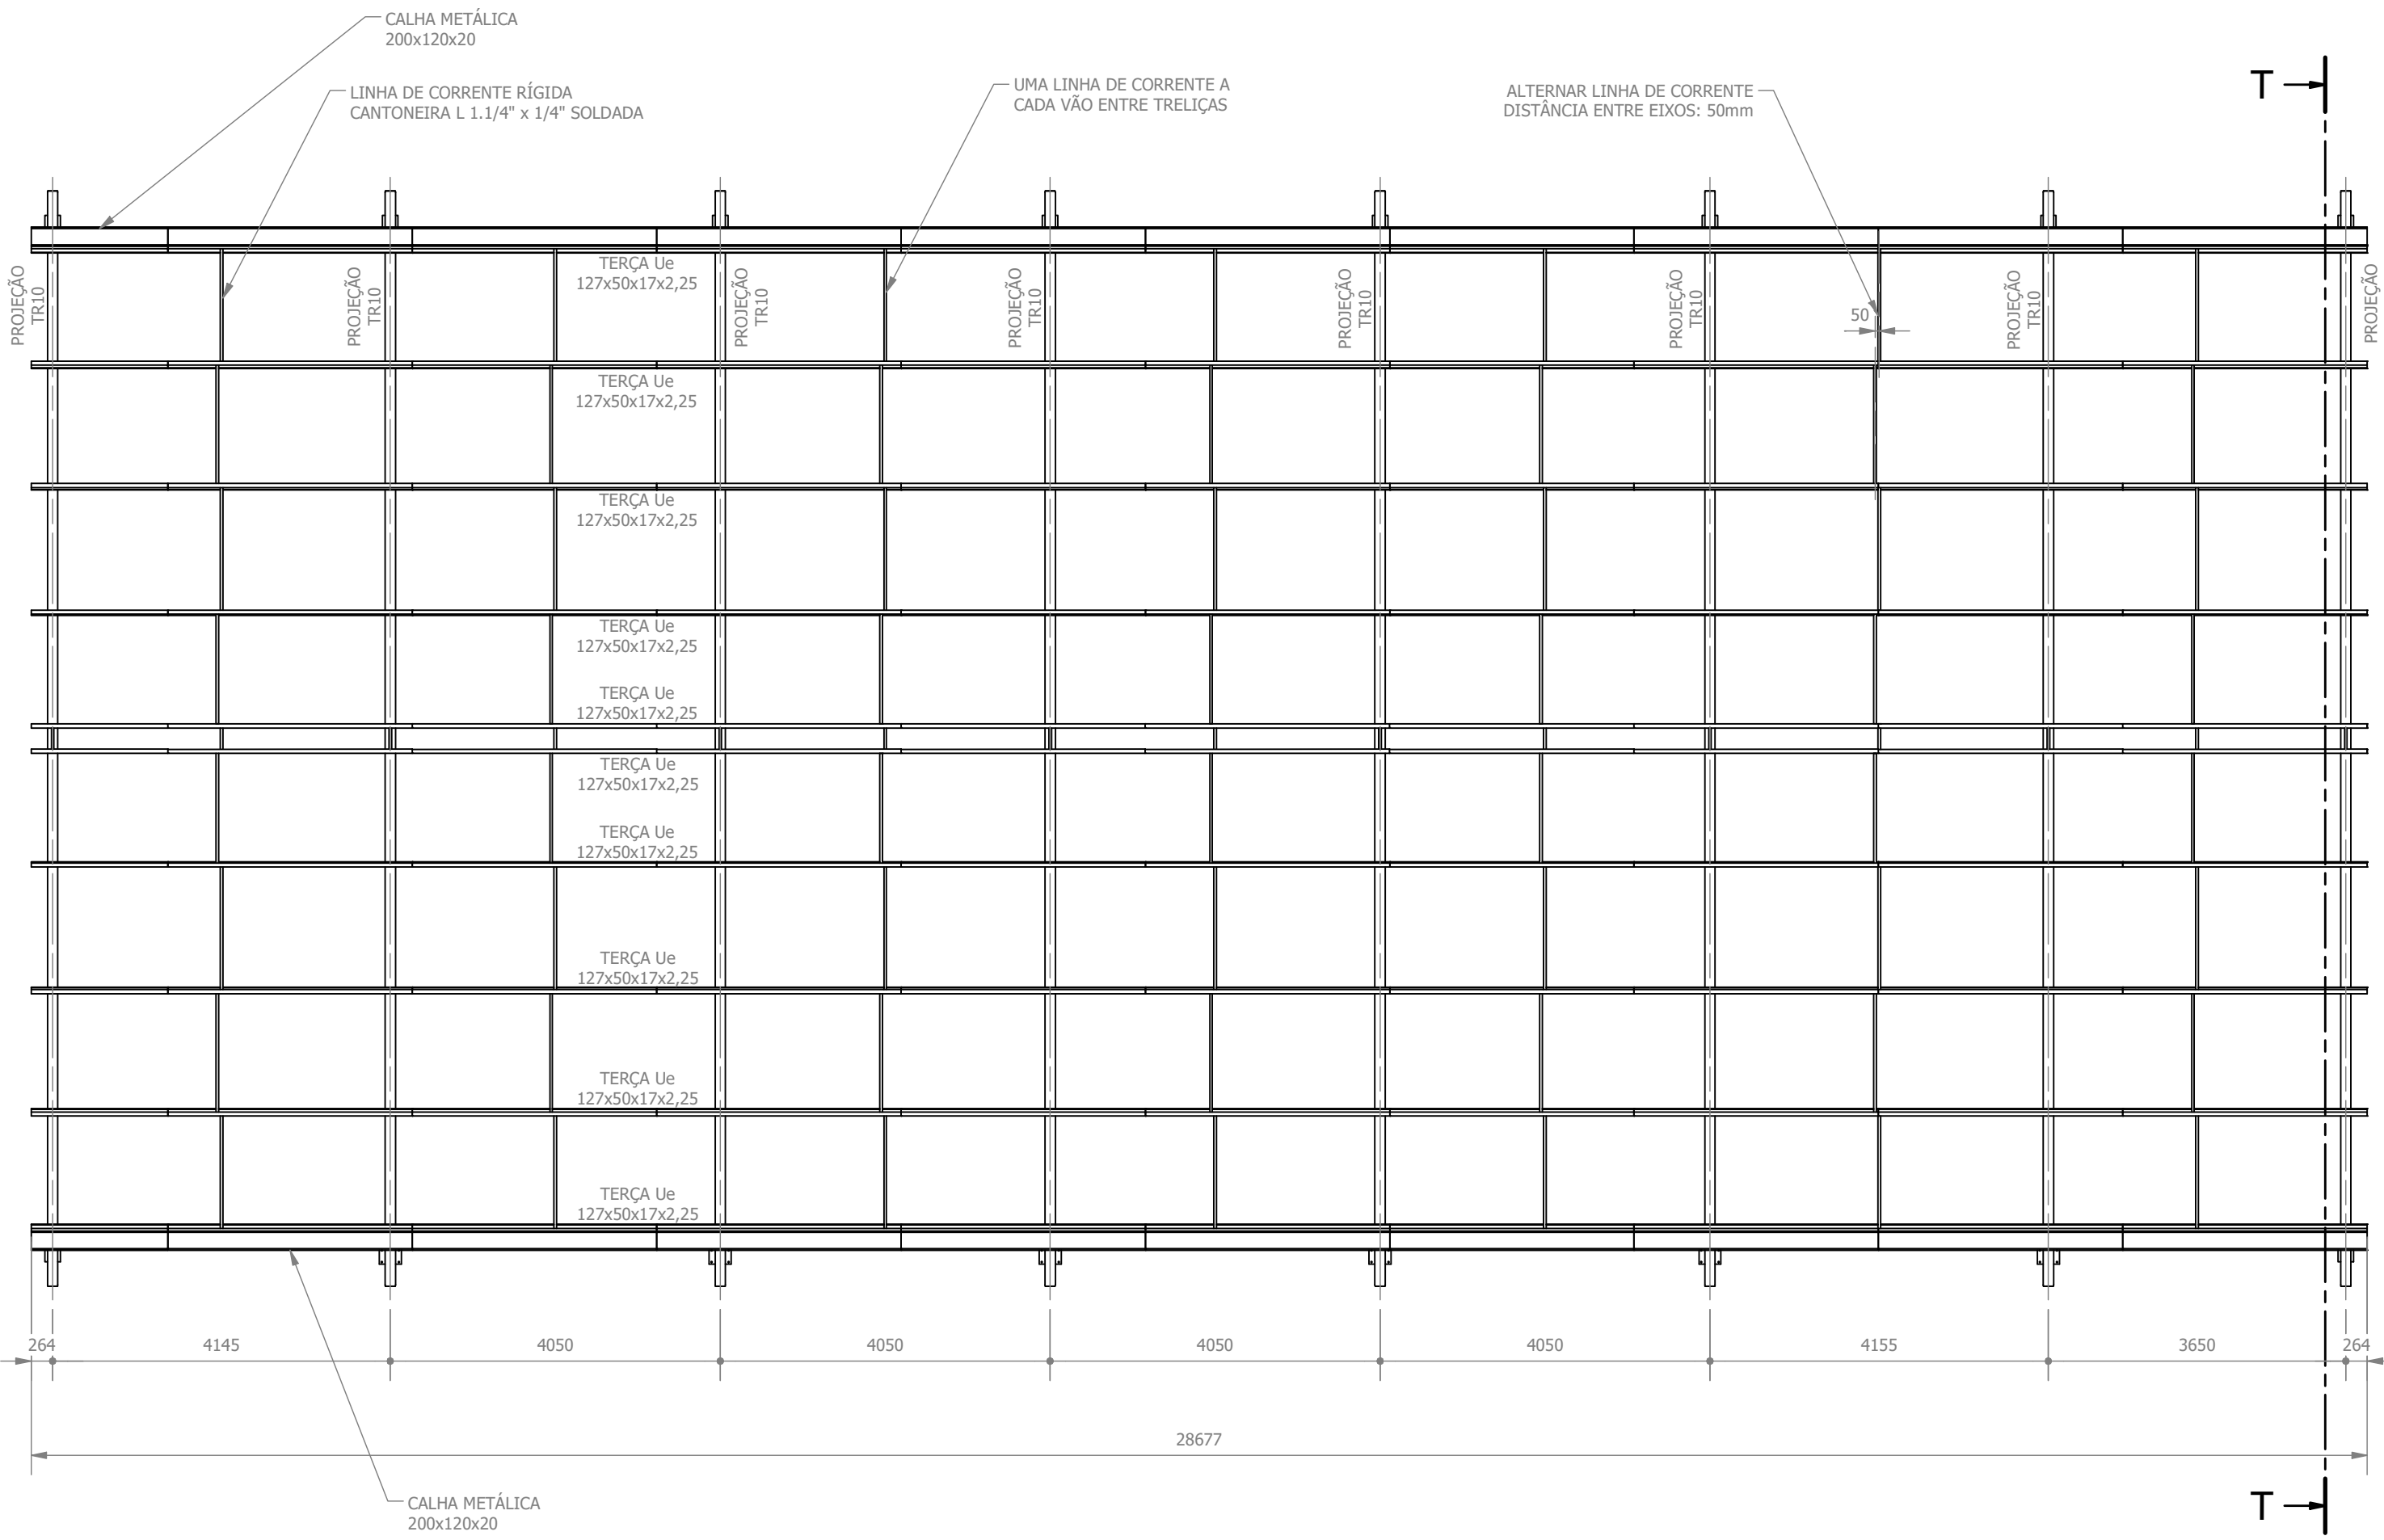 CALHA METÁLICA
200x120x20
LINHA DE CORRENTE RÍGIDA
CANTONEIRA L 1.1/4" x 1/4" SOLDADA
UMA LINHA DE CORRENTE A
CADA VÃO ENTRE TRELIÇAS
ALTERNAR LINHA DE CORRENTE
DISTÂNCIA ENTRE EIXOS: 50mm
T
PROJEÇÃO
TR10
PROJEÇÃO
TR10
TERÇA Ue
127x50x17x2,25
PROJEÇÃO
TR10
PROJEÇÃO
TR10
PROJEÇÃO
TR10
PROJEÇÃO
TR10
50
PROJEÇÃO
TR10
PROJEÇÃO
TERÇA Ue
127x50x17x2,25
TERÇA Ue
127x50x17x2,25
TERÇA Ue
127x50x17x2,25
TERÇA Ue
127x50x17x2,25
TERÇA Ue
127x50x17x2,25
TERÇA Ue
127x50x17x2,25
TERÇA Ue
127x50x17x2,25
TERÇA Ue
127x50x17x2,25
TERÇA Ue
127x50x17x2,25
264
4145
4050
4050
4050
4050
4155
3650
264
28677
CALHA METÁLICA
200x120x20
T